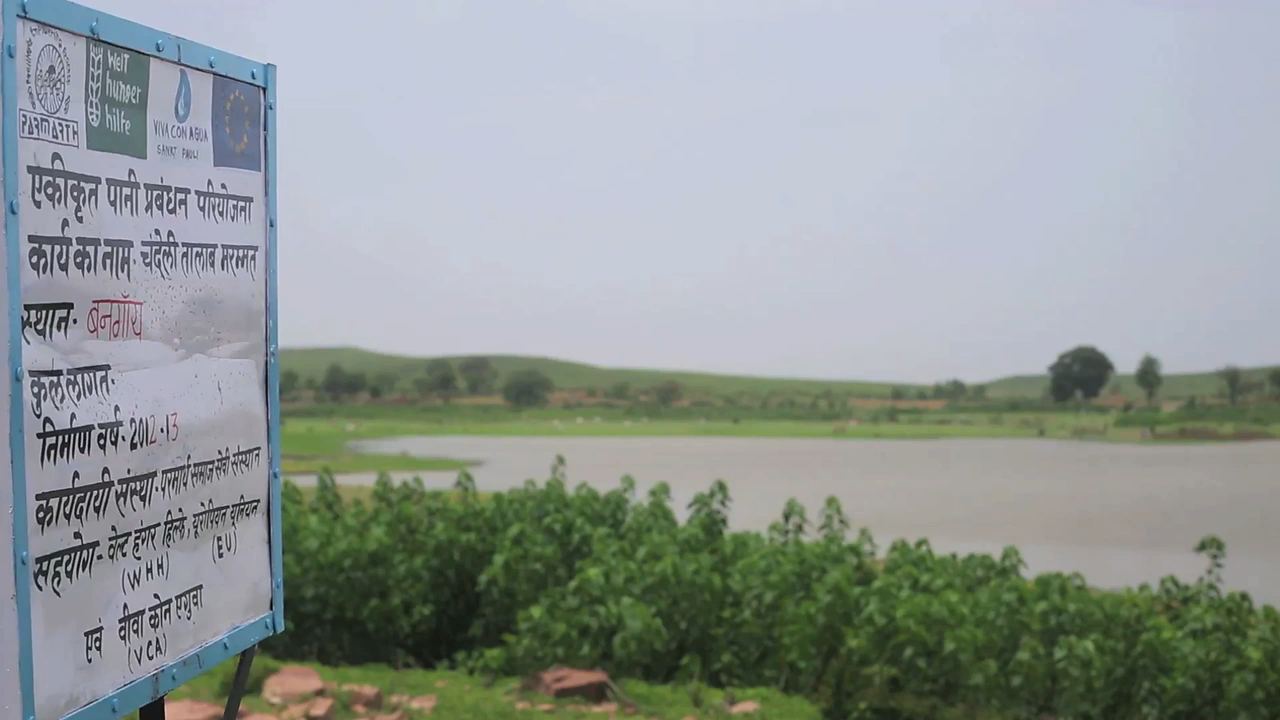 PARMARTH
Welt
hunger
hilfe
VIVA CON AGUA
SANKT PAULI
एकीकृत पानी प्रबंधन परियोजना
कार्य का नाम- चंदेली तालाब मरम्मत
स्थान- बनगाँय
कुल लागत-
निर्माण वर्ष- 2012-13
कार्यदायी संस्था- परमार्थ समाज सेवी संस्थान
सहयोग- वेल्ट हंगर हिल्फे, यूरोपियन यूनियन
(WHH) (EU)
एवं वीवा कोन एगुवा
(VCA)